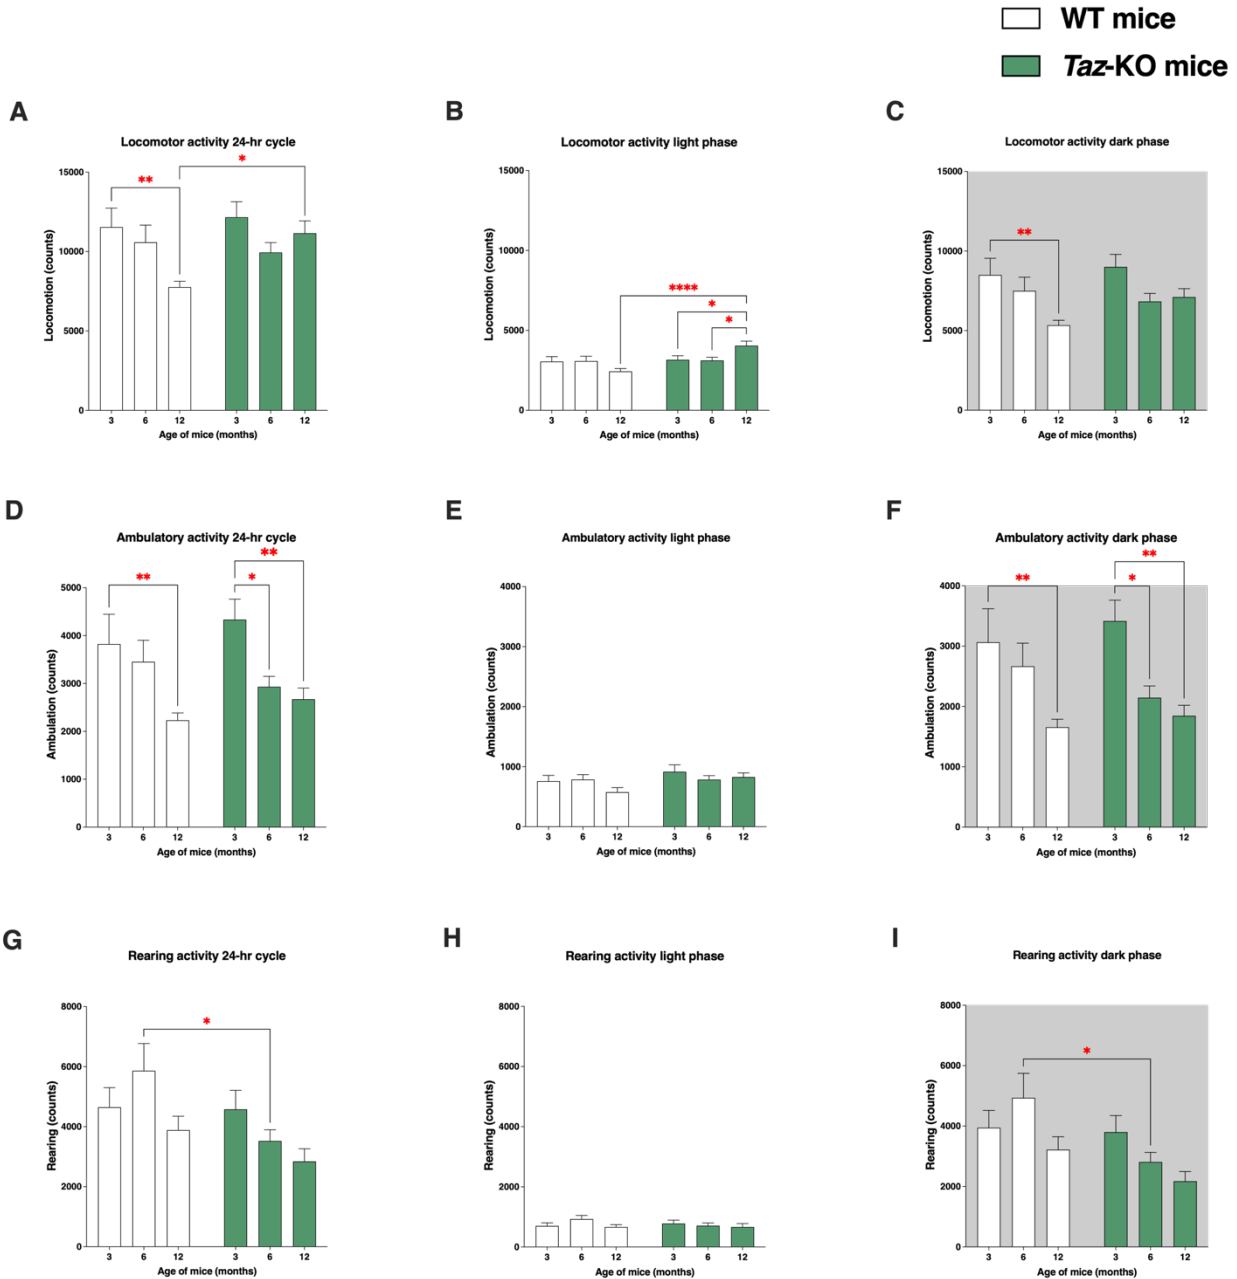 WT mice
Taz-KO mice
A
B
C
Locomotor activity 24-hr cycle
Locomotor activity light phase
Locomotor activity dark phase
*
**
15000
10000
5000
0
Locomotion (counts)
3 6 12 3 6 12
Age of mice (months)
****
*
*
15000
10000
5000
0
Locomotion (counts)
3 6 12 3 6 12
Age of mice (months)
**
15000
10000
5000
0
Locomotion (counts)
3 6 12 3 6 12
Age of mice (months)
D
E
F
Ambulatory activity 24-hr cycle
Ambulatory activity light phase
Ambulatory activity dark phase
**
** *
5000
4000
3000
2000
1000
0
Ambulation (counts)
3 6 12 3 6 12
Age of mice (months)
4000
3000
2000
1000
0
Ambulation (counts)
3 6 12 3 6 12
Age of mice (months)
**
** *
4000
3000
2000
1000
0
Ambulation (counts)
3 6 12 3 6 12
Age of mice (months)
G
H
I
Rearing activity 24-hr cycle
Rearing activity light phase
Rearing activity dark phase
*
8000
6000
4000
2000
0
Rearing (counts)
3 6 12 3 6 12
Age of mice (months)
8000
6000
4000
2000
0
Rearing (counts)
3 6 12 3 6 12
Age of mice (months)
*
8000
6000
4000
2000
0
Rearing (counts)
3 6 12 3 6 12
Age of mice (months)